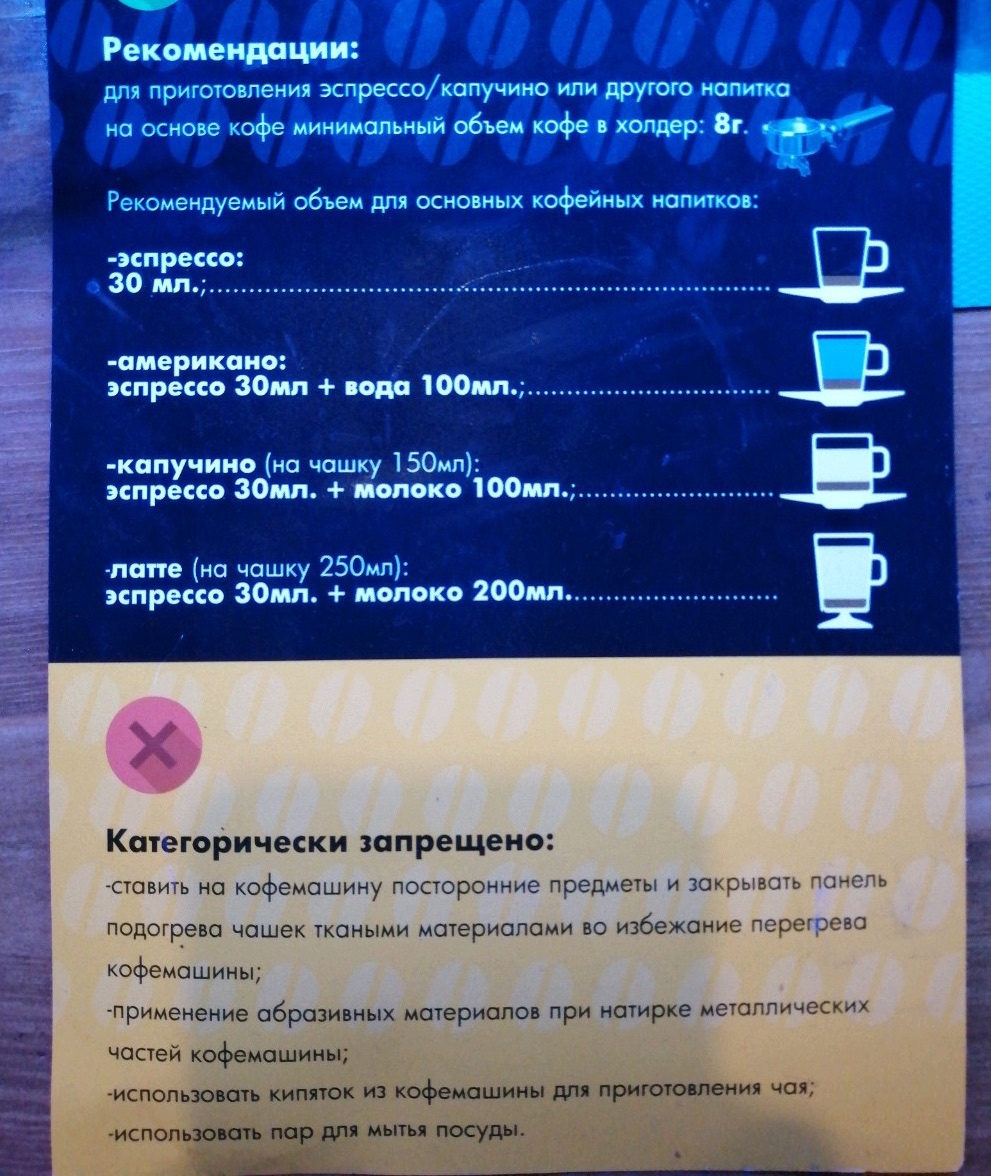 Рекомендации:
для приготовления эспрессо/капучино или другого напитка
на основе кофе минимальный объем кофе в холдер: 8г.
Рекомендуемый объем для основных кофейных напитков:
-эспрессо:
30 мл.;.......................................................................
-американо:
эспрессо 30мл + вода 100мл.;..............................
-капучино (на чашку 150мл):
эспрессо 30мл. + молоко 100мл.;........................
-латте (на чашку 250мл):
эспрессо 30мл. + молоко 200мл..........................
Категорически запрещено:
-ставить на кофемашину посторонние предметы и закрывать панель
подогрева чашек ткаными материалами во избежание перегрева
кофемашины;
-применение абразивных материалов при натирке металлических
частей кофемашины;
-использовать кипяток из кофемашины для приготовления чая;
-использовать пар для мытья посуды.